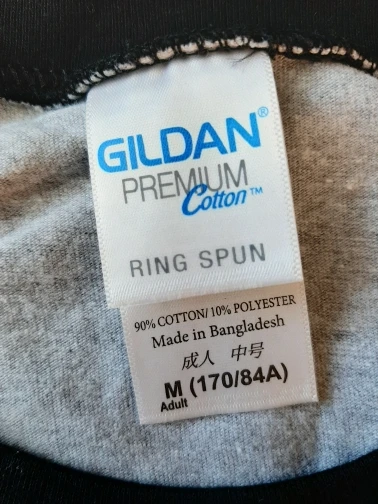 GILDAN®
PREMIUM
Cotton™
RING SPUN
90% COTTON/ 10% POLYESTER
Made in Bangladesh
成人 中号
M (170/84A)
Adult